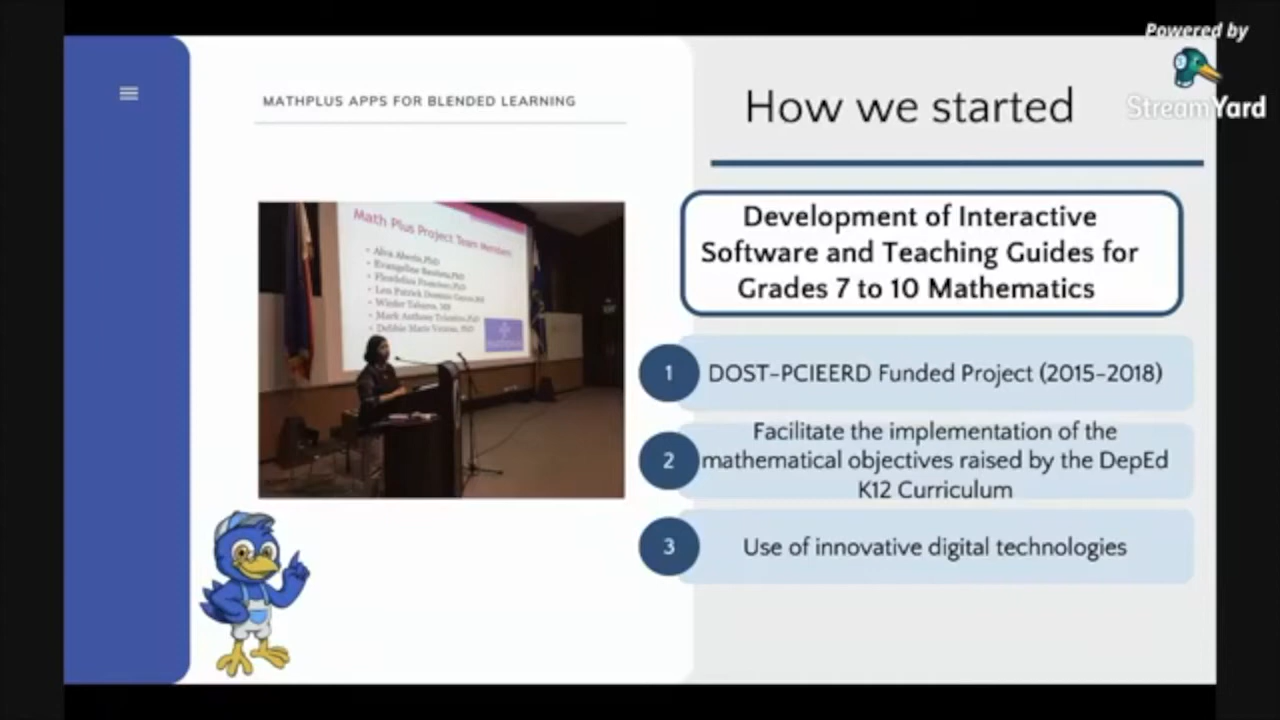 Powered by
StreamYard
MATHPLUS APPS FOR BLENDED LEARNING
How we started
Math Plus Project Team Members
Development of Interactive
Software and Teaching Guides for
Grades 7 to 10 Mathematics
1
DOST-PCIEERD Funded Project (2015-2018)
2
Facilitate the implementation of the
mathematical objectives raised by the DepEd
K12 Curriculum
3
Use of innovative digital technologies